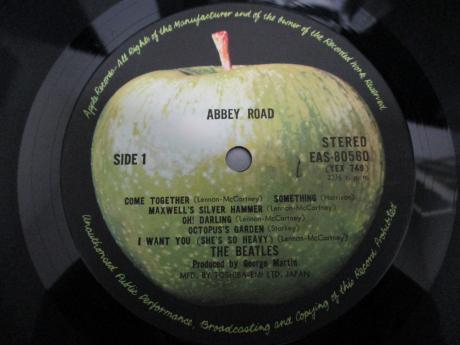 Apple Records—All Rights of the Manufacturer and of the Owner of the Recorded Work Reserved.
ABBEY ROAD
SIDE 1
STEREO
EAS-80560
(YEX 749)
33⅓ r.p.m.
COME TOGETHER (Lennon-McCartney) SOMETHING (Harrison)
MAXWELL'S SILVER HAMMER (Lennon-McCartney)
OH! DARLING (Lennon-McCartney)
OCTOPUS'S GARDEN (Starkey)
I WANT YOU (SHE'S SO HEAVY) (Lennon-McCartney)
THE BEATLES
Produced by George Martin
MFD. BY TOSHIBA-EMI LTD. JAPAN
Unauthorised Public Performance, Broadcasting and Copying of this Record Prohibited